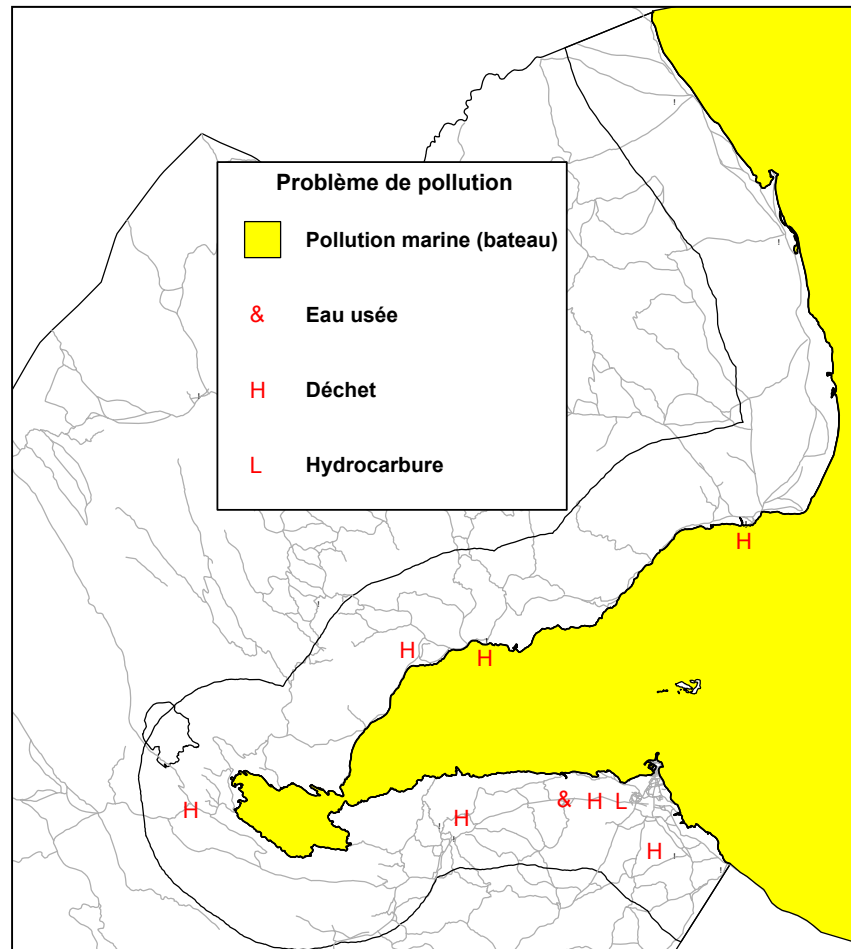 Problème de pollution
Pollution marine (bateau)
& Eau usée
H Déchet
L Hydrocarbure
H
H
H
H
H
& H L
H